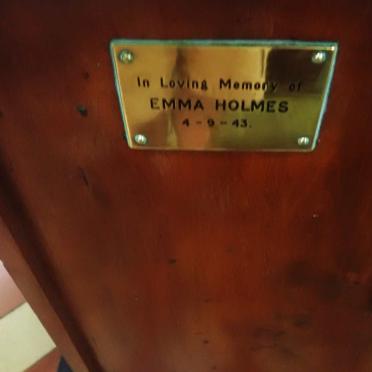 In Loving Memory of
EMMA HOLMES
4-9-43.